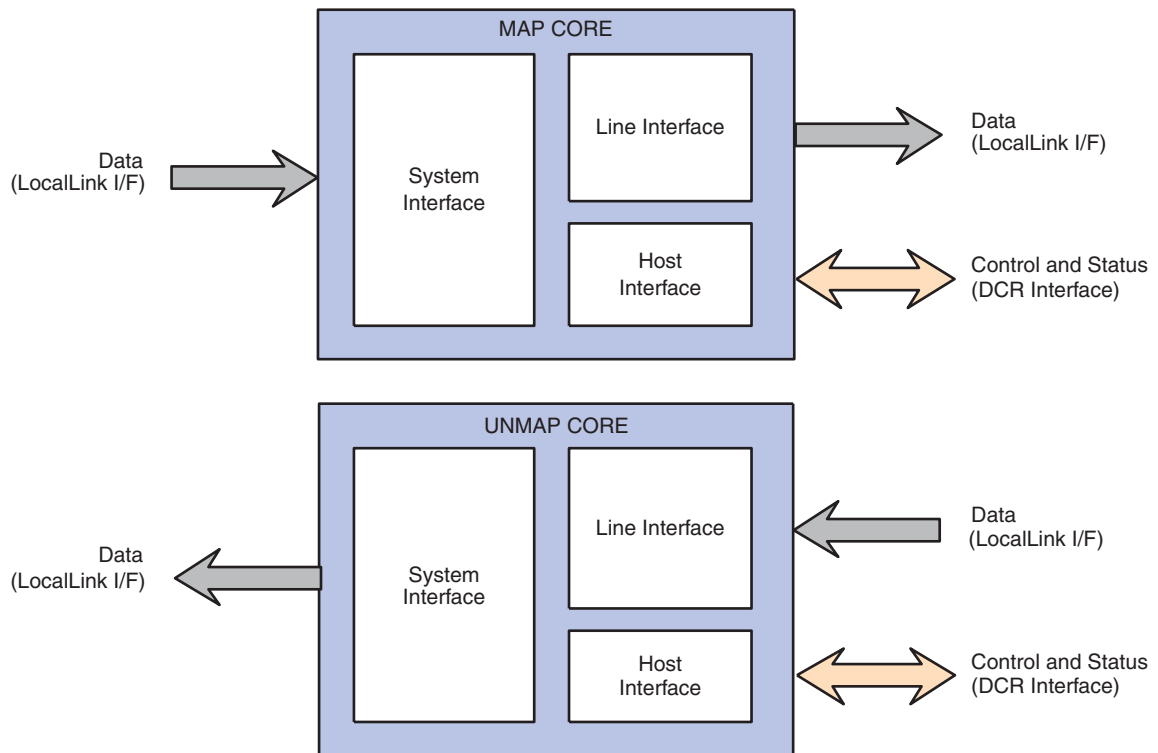 MAP CORE
Data
(LocalLink I/F)
System
Interface
Line Interface
Host
Interface
Data
(LocalLink I/F)
Control and Status
(DCR Interface)
UNMAP CORE
Data
(LocalLink I/F)
System
Interface
Line Interface
Host
Interface
Data
(LocalLink I/F)
Control and Status
(DCR Interface)